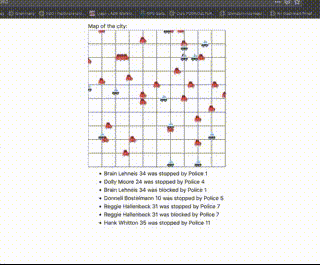 Map of the city:
Brain Lehneis 34 was stopped by Police 1
Dolly Moore 24 was stopped by Police 4
Brain Lehneis 34 was blocked by Police 1
Donnell Bostelmann 10 was stopped by Police 5
Reggie Hallenbeck 31 was stopped by Police 7
Reggie Hallenbeck 31 was blocked by Police 7
Hank Whitton 35 was stopped by Police 11